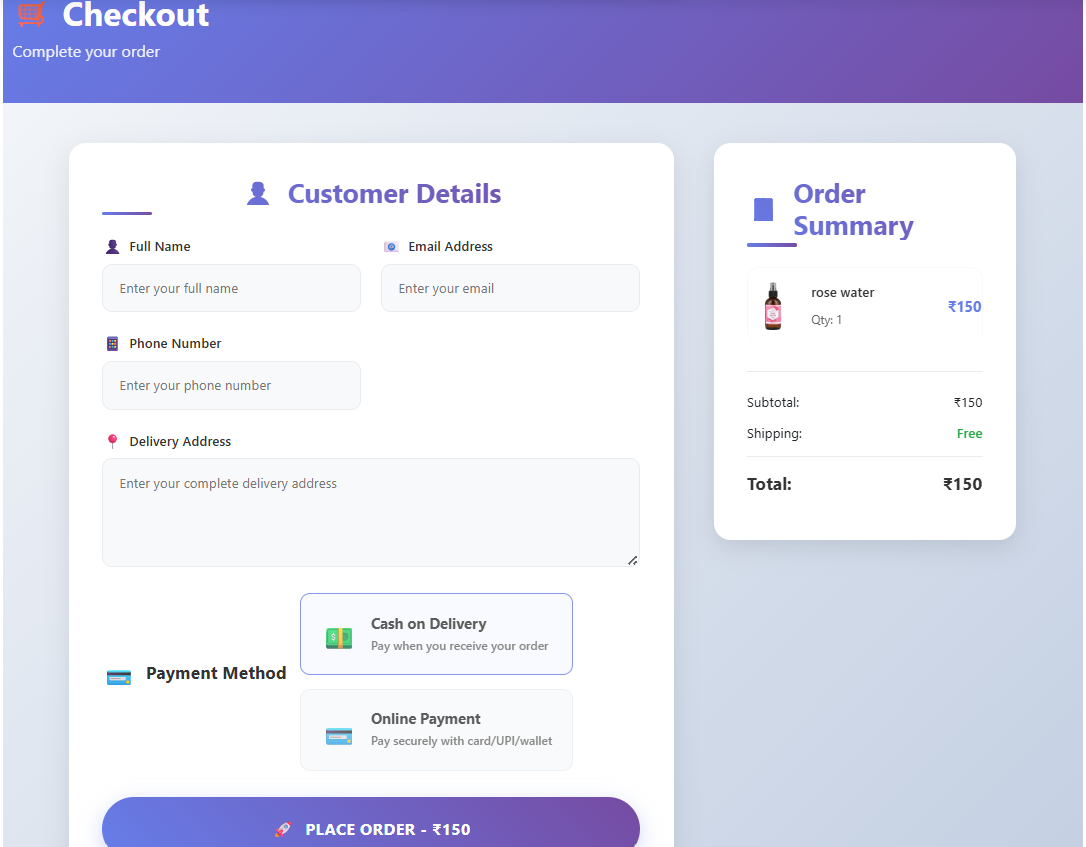 Checkout
Complete your order
Customer Details
Full Name
Email Address
Enter your full name
Enter your email
Phone Number
Enter your phone number
Delivery Address
Enter your complete delivery address
Payment Method
Cash on Delivery
Pay when you receive your order
Online Payment
Pay securely with card/UPI/wallet
PLACE ORDER - ₹150
Order
Summary
rose water
Qty: 1
₹150
Subtotal:
₹150
Shipping:
Free
Total:
₹150